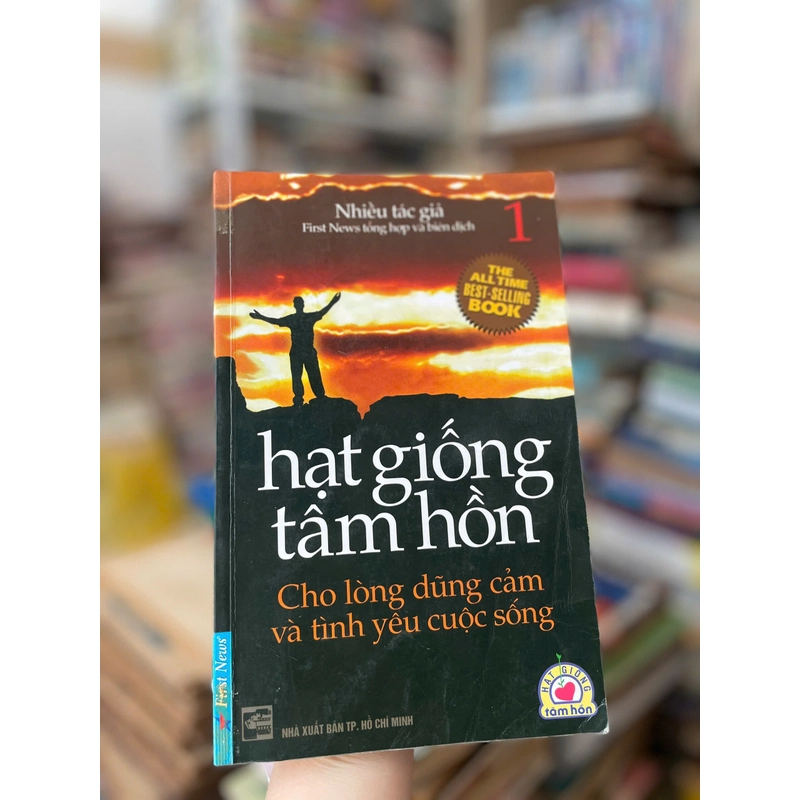 Nhiều tác giả
First News tổng hợp và biên dịch
1
THE
ALL TIME
BEST-SELLING
BOOK
hạt giống
tâm hồn
Cho lòng dũng cảm
và tình yêu cuộc sống
First News
HẠT GIỐNG
tâm hồn
NHÀ XUẤT BẢN TP. HỒ CHÍ MINH